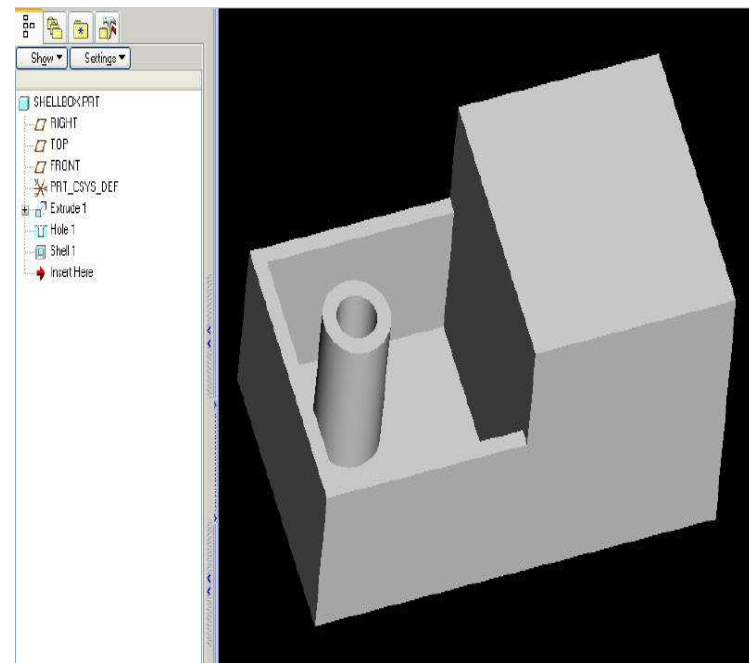 Show Settings
SHELLBOX.PRT
RIGHT
TOP
FRONT
PRT_CSYS_DEF
Extrude 1
Hole 1
Shell 1
Insert Here